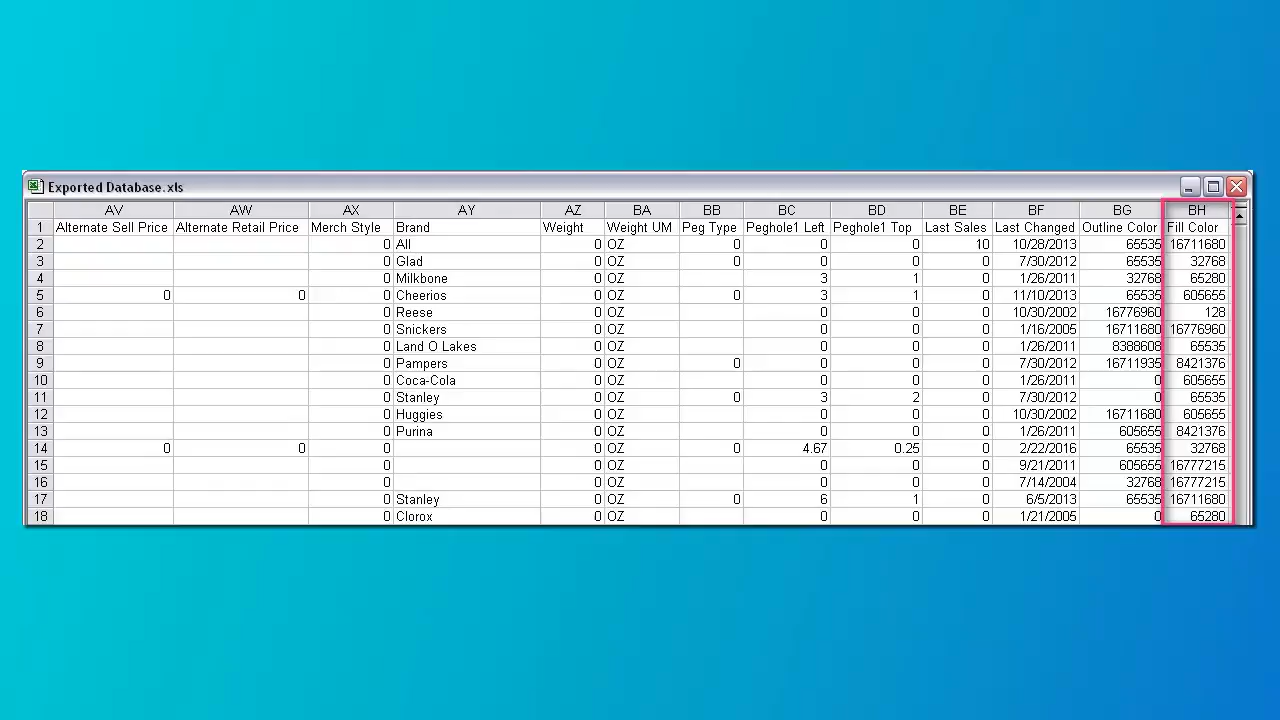 Exported Database.xls
AV AW AX AY AZ BA BB BC BD BE BF BG BH
1 Alternate Sell Price Alternate Retail Price Merch Style Brand Weight Weight UM Peg Type Peghole1 Left Peghole1 Top Last Sales Last Changed Outline Color Fill Color
2 0 All 0 OZ 0 0 0 10 10/28/2013 65535 16711680
3 0 Glad 0 OZ 0 0 0 0 7/30/2012 65535 32768
4 0 Milkbone 0 OZ 3 1 0 1/26/2011 32768 65280
5 0 0 0 Cheerios 0 OZ 0 3 1 0 11/10/2013 65535 605655
6 0 Reese 0 OZ 0 0 0 10/30/2002 16776960 128
7 0 Snickers 0 OZ 0 0 0 1/16/2005 16711680 16776960
8 0 Land O Lakes 0 OZ 0 0 0 1/26/2011 8388608 65535
9 0 Pampers 0 OZ 0 0 0 0 7/30/2012 16711935 8421376
10 0 Coca-Cola 0 OZ 0 0 0 1/26/2011 0 605655
11 0 Stanley 0 OZ 0 3 2 0 7/30/2012 0 65535
12 0 Huggies 0 OZ 0 0 0 10/30/2002 16711680 605655
13 0 Purina 0 OZ 0 0 0 1/26/2011 605655 8421376
14 0 0 0 0 OZ 0 4.67 0.25 0 2/22/2016 65535 32768
15 0 0 OZ 0 0 0 9/21/2011 605655 16777215
16 0 0 OZ 0 0 0 7/14/2004 32768 16777215
17 0 Stanley 0 OZ 0 6 1 0 6/5/2013 65535 16711680
18 0 Clorox 0 OZ 0 0 0 1/21/2005 0 65280